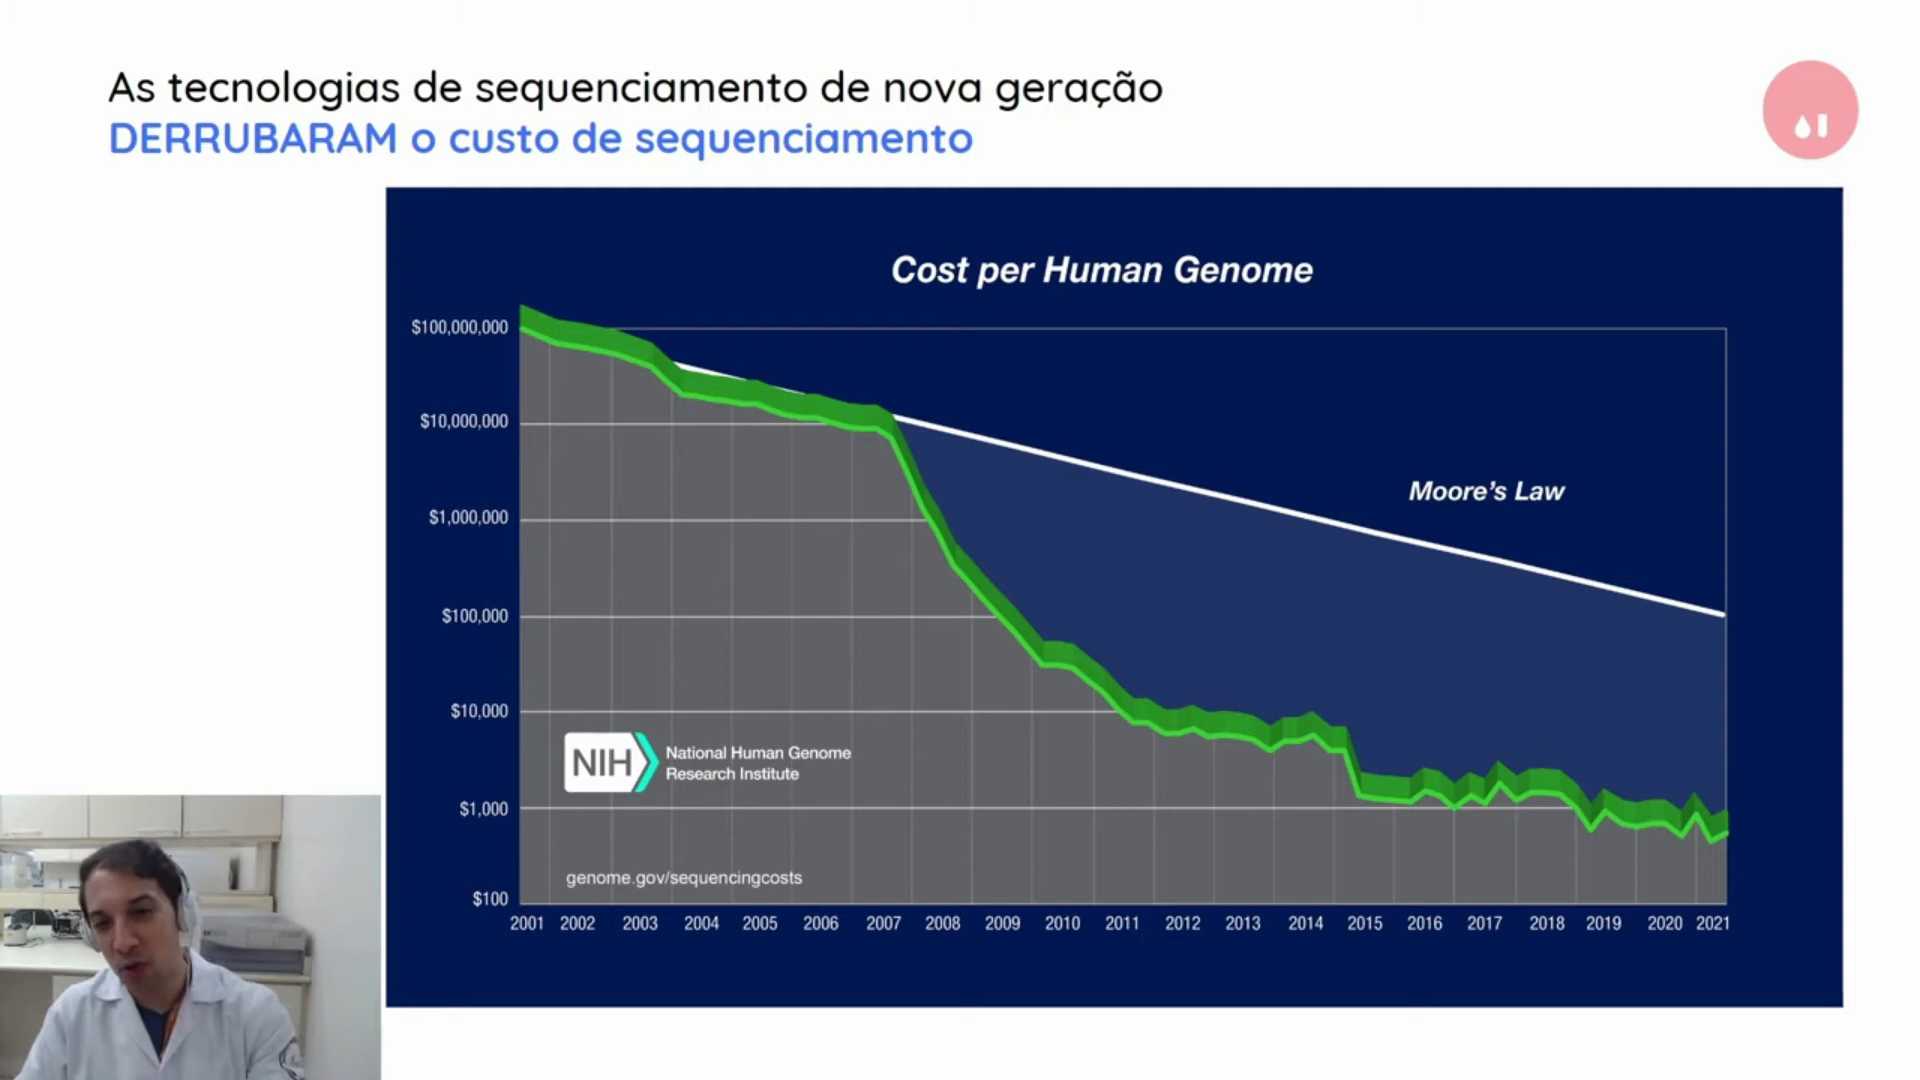 As tecnologias de sequenciamento de nova geração
DERRUBARAM o custo de sequenciamento
Cost per Human Genome
$100,000,000
$10,000,000
$1,000,000
$100,000
$10,000
$1,000
$100
Moore's Law
NIH
National Human Genome
Research Institute
genome.gov/sequencingcosts
2001 2002 2003 2004 2005 2006 2007 2008 2009 2010 2011 2012 2013 2014 2015 2016 2017 2018 2019 2020 2021